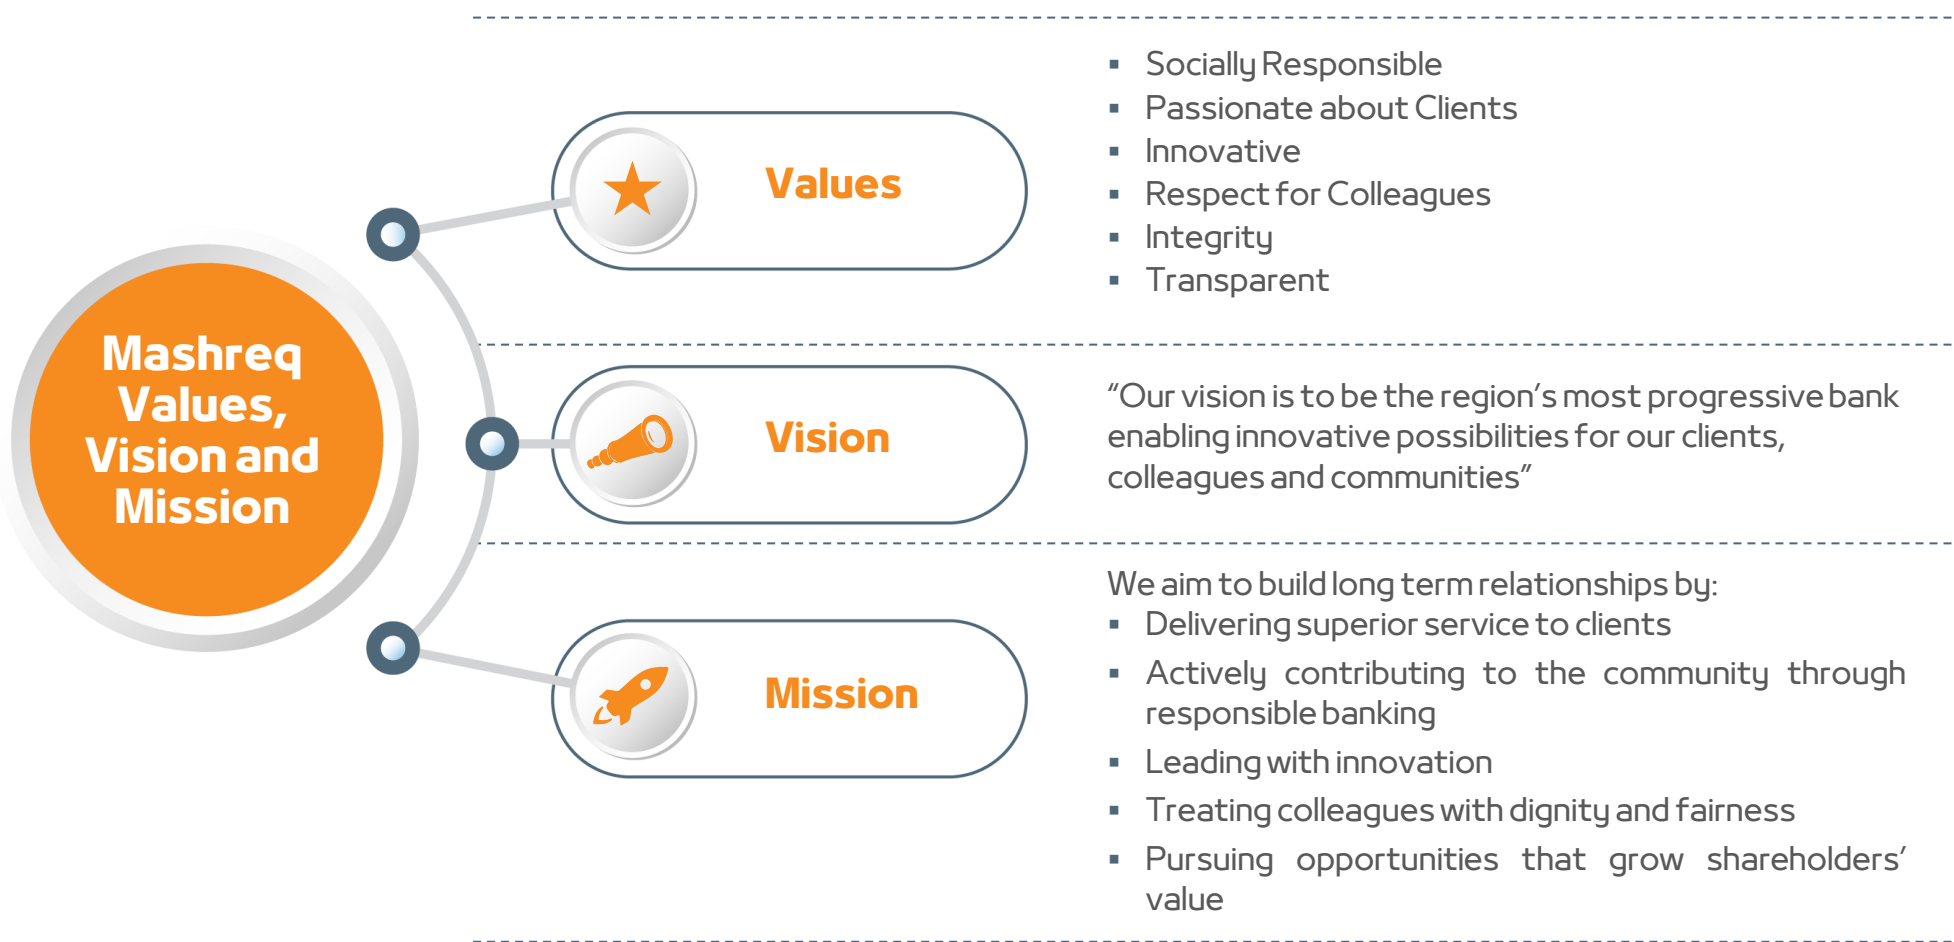 Mashreq
Values,
Vision and
Mission
Values
▪ Socially Responsible
▪ Passionate about Clients
▪ Innovative
▪ Respect for Colleagues
▪ Integrity
▪ Transparent
Vision
“Our vision is to be the region’s most progressive bank
enabling innovative possibilities for our clients,
colleagues and communities”
Mission
We aim to build long term relationships by:
▪ Delivering superior service to clients
▪ Actively contributing to the community through
responsible banking
▪ Leading with innovation
▪ Treating colleagues with dignity and fairness
▪ Pursuing opportunities that grow shareholders’
value